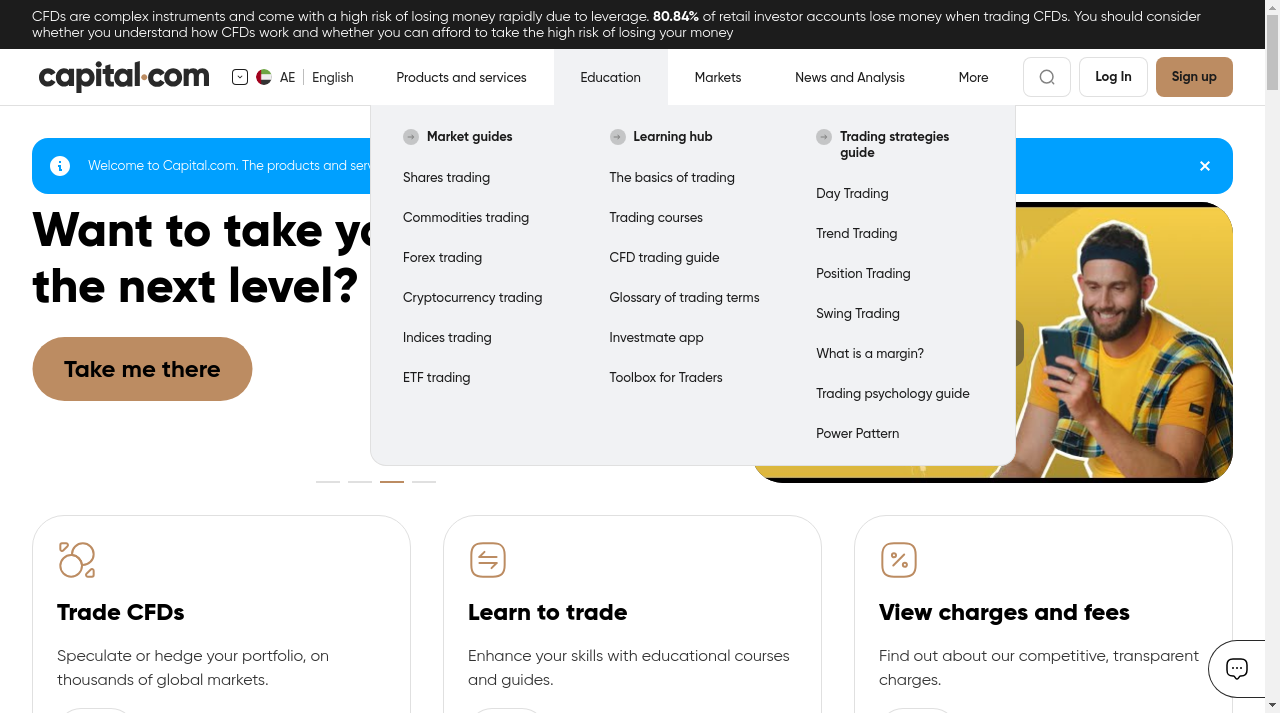 CFDs are complex instruments and come with a high risk of losing money rapidly due to leverage. 80.84% of retail investor accounts lose money when trading CFDs. You should consider
whether you understand how CFDs work and whether you can afford to take the high risk of losing your money
capital.com
AE
English
Products and services
Education
Markets
News and Analysis
More
Log In
Sign up
Market guides
Shares trading
Commodities trading
Forex trading
Cryptocurrency trading
Indices trading
ETF trading
Learning hub
The basics of trading
Trading courses
CFD trading guide
Glossary of trading terms
Investmate app
Toolbox for Traders
Trading strategies
guide
Day Trading
Trend Trading
Position Trading
Swing Trading
What is a margin?
Trading psychology guide
Power Pattern
Welcome to Capital.com. The products and
Want to take
the next level?
Take me there
Trade CFDs
Speculate or hedge your portfolio, on
thousands of global markets.
Learn to trade
Enhance your skills with educational courses
and guides.
View charges and fees
Find out about our competitive, transparent
charges.